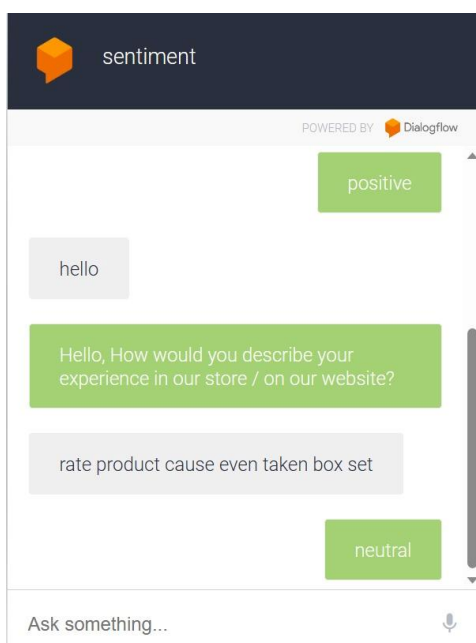 sentiment
POWERED BY Dialogflow
positive
hello
Hello, How would you describe your
experience in our store / on our website?
rate product cause even taken box set
neutral
Ask something...